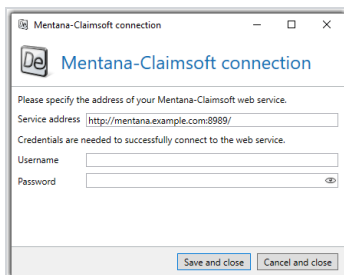 De Mentana-Claimsoft connection
De Mentana-Claimsoft connection
Please specify the address of your Mentana-Claimsoft web service.
Service address http://mentana.example.com:8989/
Credentials are needed to successfully connect to the web service.
Username
Password
Save and close Cancel and close